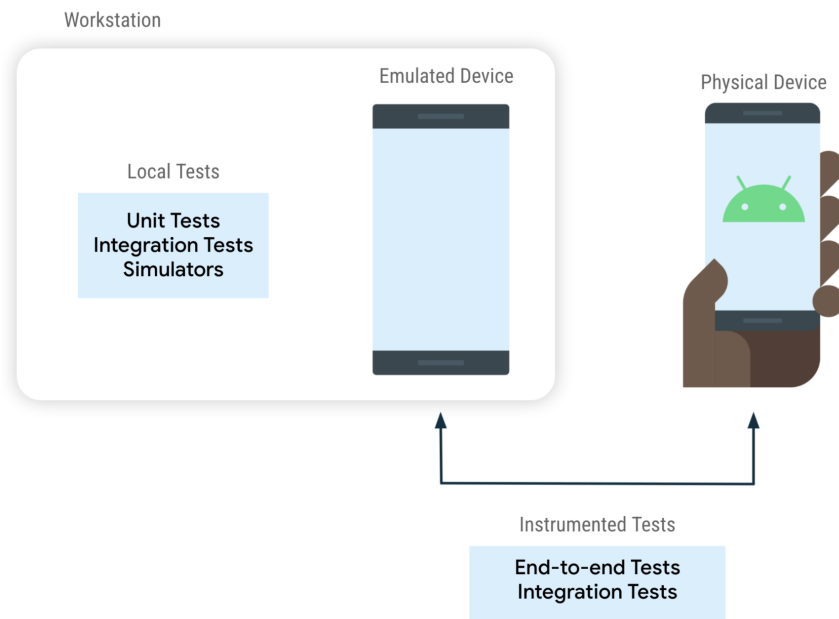 Workstation
Emulated Device
Physical Device
Local Tests
Unit Tests
Integration Tests
Simulators
Instrumented Tests
End-to-end Tests
Integration Tests